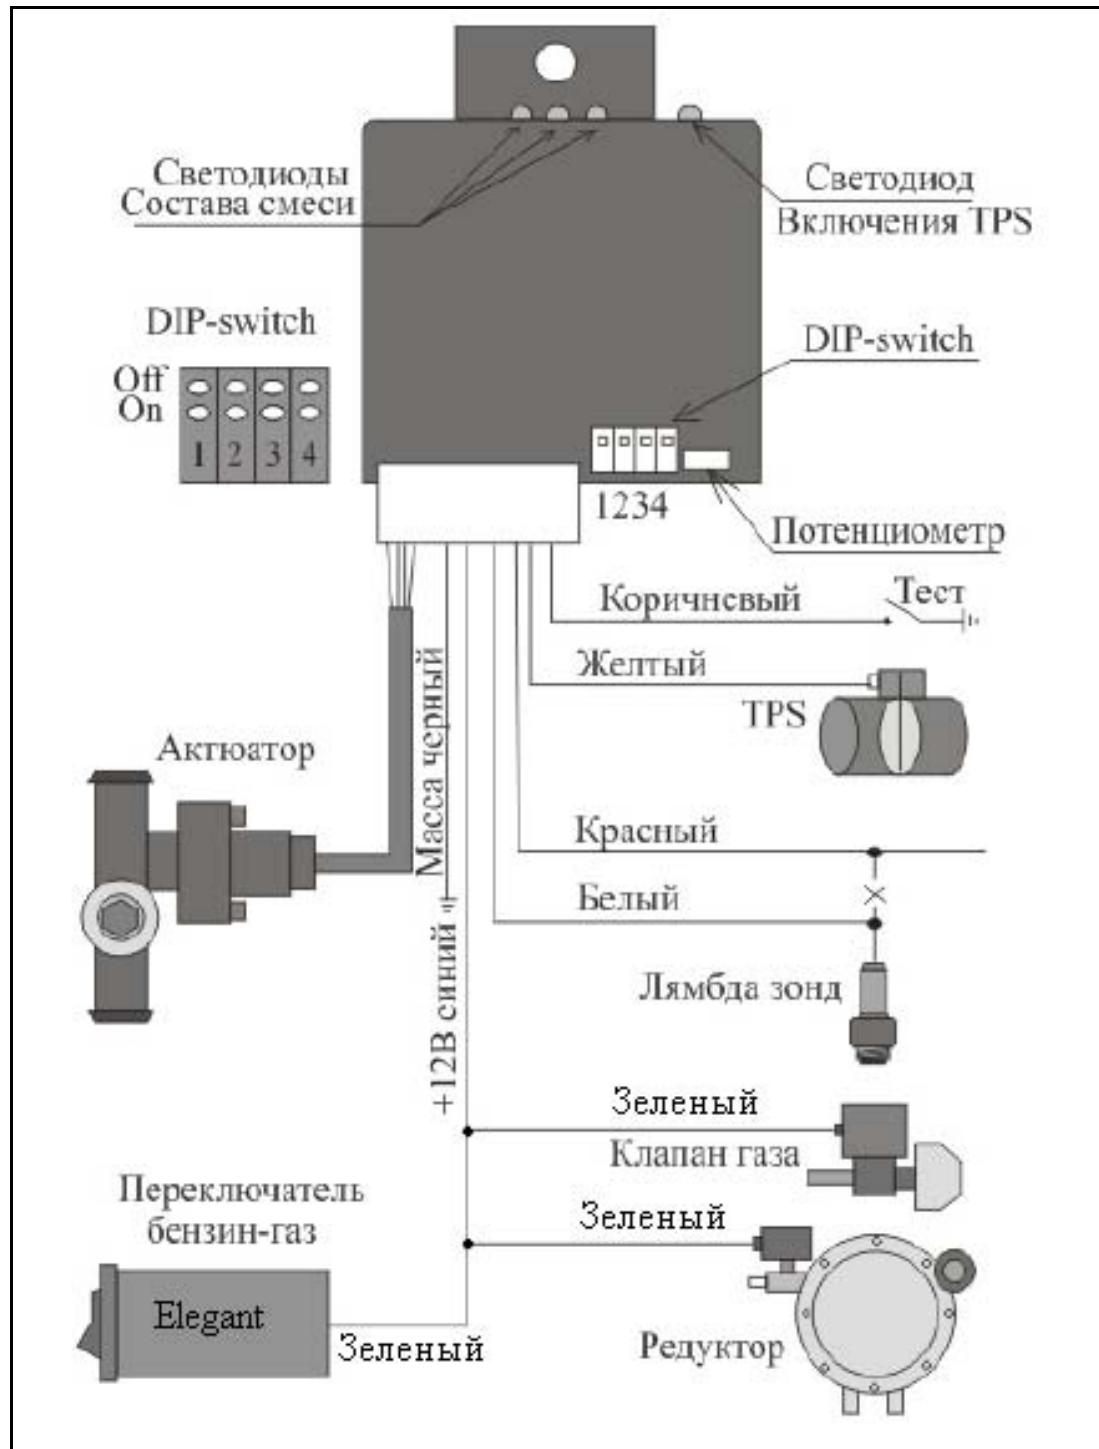 Светодиоды
Состава смеси
Светодиод
Включения TPS
DIP-switch
Off
On
1 2 3 4
DIP-switch
1234
Потенциометр
Коричневый
Тест
Желтый
TPS
Актюатор
Масса черный
Красный
Белый
+12В синий
Лямбда зонд
Зеленый
Клапан газа
Переключатель
бензин-газ
Зеленый
Elegant
Зеленый
Редуктор